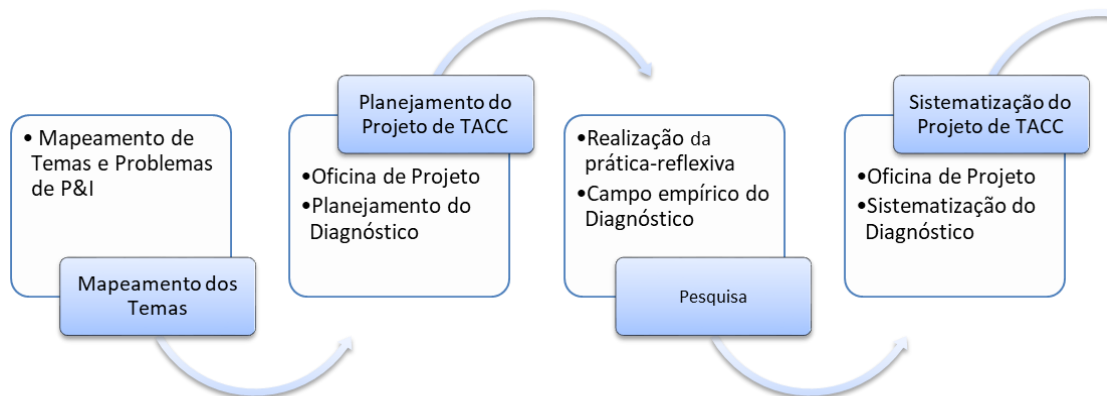 • Mapeamento de
Temas e Problemas
de P&I
Mapeamento dos
Temas
Planejamento do
Projeto de TACC
•Oficina de Projeto
•Planejamento do
Diagnóstico
•Realização da
prática-reflexiva
•Campo empírico do
Diagnóstico
Pesquisa
Sistematização do
Projeto de TACC
•Oficina de Projeto
•Sistematização do
Diagnóstico